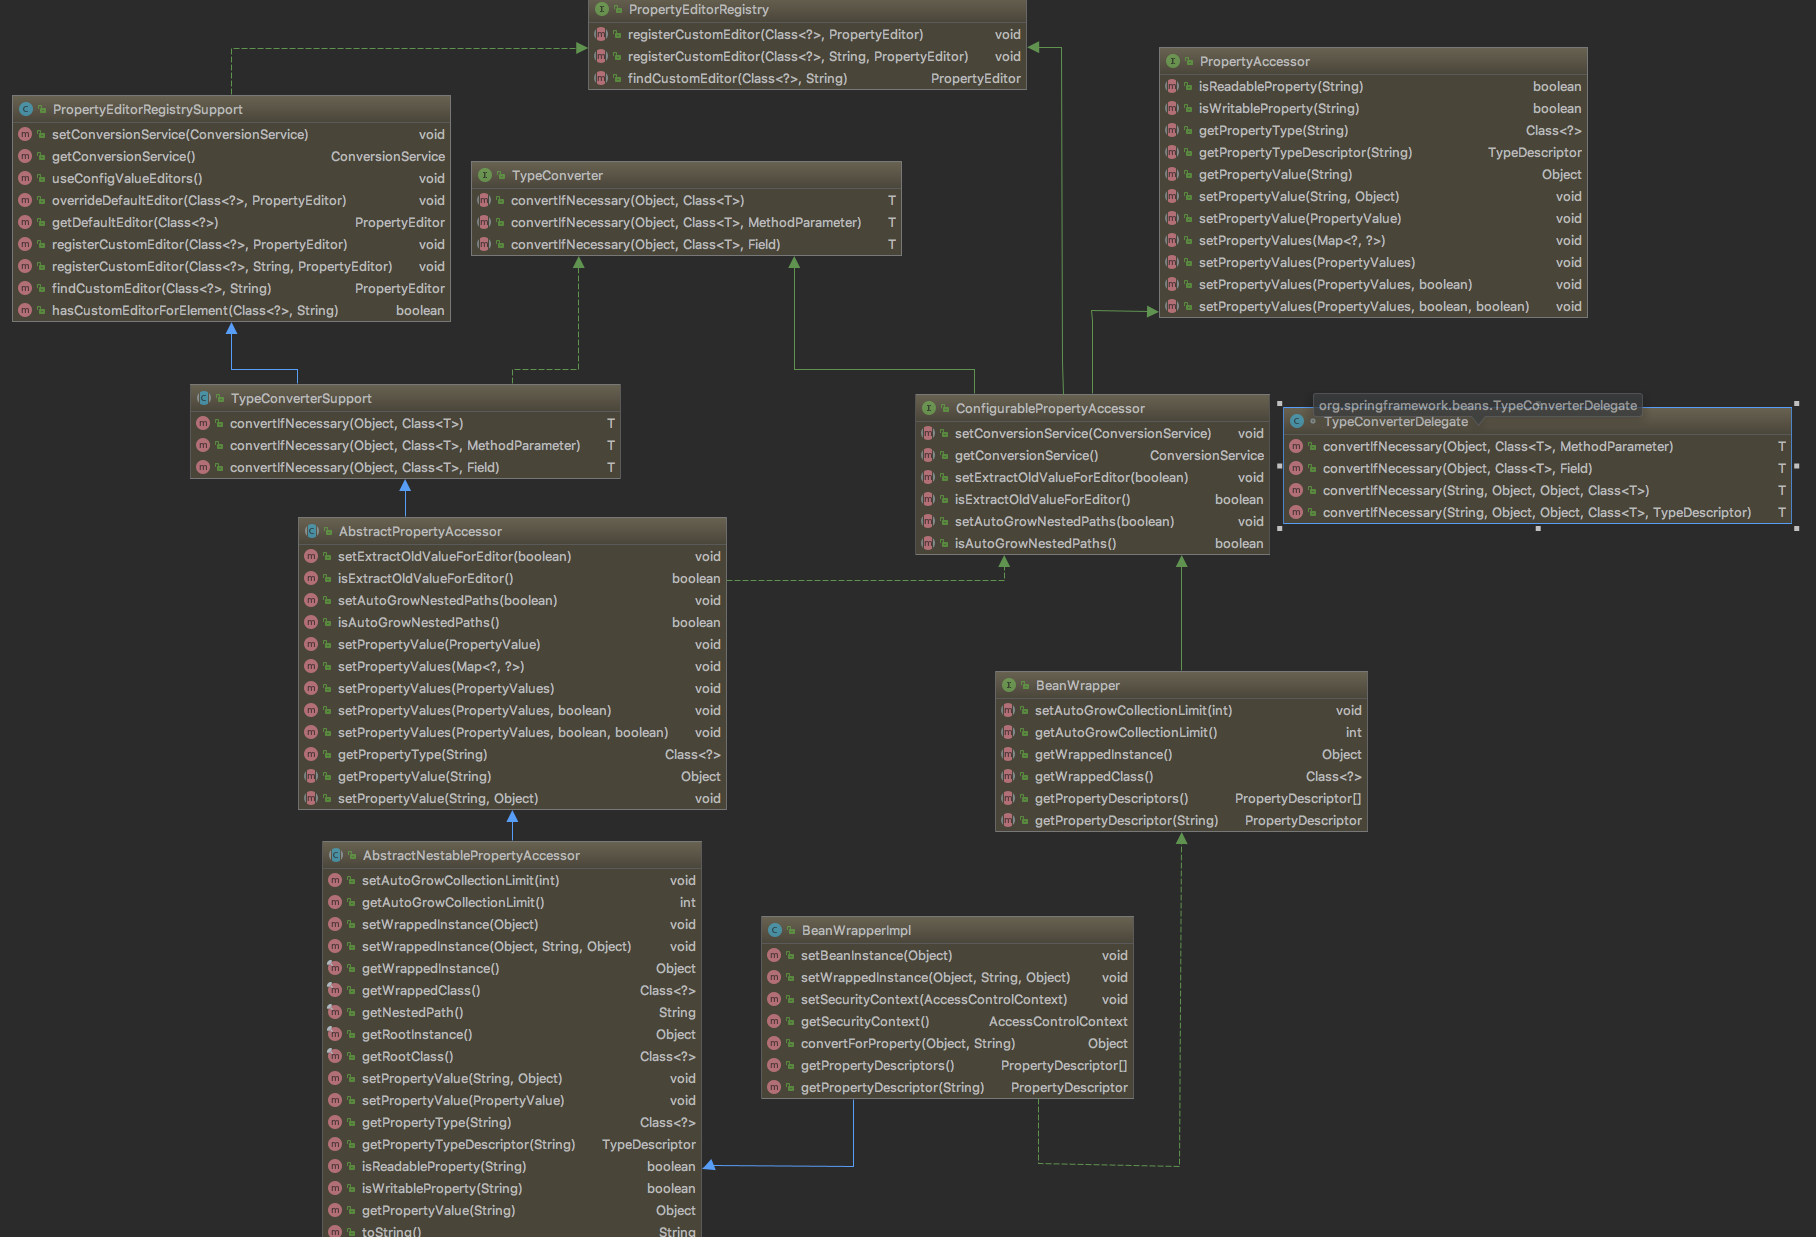 PropertyEditorRegistry
registerCustomEditor(Class<?>, PropertyEditor) void
registerCustomEditor(Class<?>, String, PropertyEditor) void
findCustomEditor(Class<?>, String) PropertyEditor
PropertyAccessor
isReadableProperty(String) boolean
isWritableProperty(String) boolean
getPropertyType(String) Class<?>
getPropertyTypeDescriptor(String) TypeDescriptor
getPropertyValue(String) Object
setPropertyValue(String, Object) void
setPropertyValue(PropertyValue) void
setPropertyValues(Map<?, ?>) void
setPropertyValues(PropertyValues) void
setPropertyValues(PropertyValues, boolean) void
setPropertyValues(PropertyValues, boolean, boolean) void
PropertyEditorRegistrySupport
setConversionService(ConversionService) void
getConversionService() ConversionService
useConfigValueEditors() void
overrideDefaultEditor(Class<?>, PropertyEditor) void
getDefaultEditor(Class<?>) PropertyEditor
registerCustomEditor(Class<?>, PropertyEditor) void
registerCustomEditor(Class<?>, String, PropertyEditor) void
findCustomEditor(Class<?>, String) PropertyEditor
hasCustomEditorForElement(Class<?>, String) boolean
TypeConverter
convertIfNecessary(Object, Class<T>) T
convertIfNecessary(Object, Class<T>, MethodParameter) T
convertIfNecessary(Object, Class<T>, Field) T
TypeConverterSupport
convertIfNecessary(Object, Class<T>) T
convertIfNecessary(Object, Class<T>, MethodParameter) T
convertIfNecessary(Object, Class<T>, Field) T
ConfigurablePropertyAccessor
setConversionService(ConversionService) void
getConversionService() ConversionService
setExtractOldValueForEditor(boolean) void
isExtractOldValueForEditor() boolean
setAutoGrowNestedPaths(boolean) void
isAutoGrowNestedPaths() boolean
org.springframework.beans.TypeConverterDelegate
TypeConverterDelegate
convertIfNecessary(Object, Class<T>, MethodParameter) T
convertIfNecessary(Object, Class<T>, Field) T
convertIfNecessary(String, Object, Object, Class<T>) T
convertIfNecessary(String, Object, Object, Class<T>, TypeDescriptor) T
AbstractPropertyAccessor
setExtractOldValueForEditor(boolean) void
isExtractOldValueForEditor() boolean
setAutoGrowNestedPaths(boolean) void
isAutoGrowNestedPaths() boolean
setPropertyValue(PropertyValue) void
setPropertyValues(Map<?, ?>) void
setPropertyValues(PropertyValues) void
setPropertyValues(PropertyValues, boolean) void
setPropertyValues(PropertyValues, boolean, boolean) void
getPropertyType(String) Class<?>
getPropertyValue(String) Object
setPropertyValue(String, Object) void
BeanWrapper
setAutoGrowCollectionLimit(int) void
getAutoGrowCollectionLimit() int
getWrappedInstance() Object
getWrappedClass() Class<?>
getPropertyDescriptors() PropertyDescriptor[]
getPropertyDescriptor(String) PropertyDescriptor
AbstractNestablePropertyAccessor
setAutoGrowCollectionLimit(int) void
getAutoGrowCollectionLimit() int
setWrappedInstance(Object) void
setWrappedInstance(Object, String, Object) void
getWrappedInstance() Object
getWrappedClass() Class<?>
getNestedPath() String
getRootInstance() Object
getRootClass() Class<?>
setPropertyValue(String, Object) void
setPropertyValue(PropertyValue) void
getPropertyType(String) Class<?>
getPropertyTypeDescriptor(String) TypeDescriptor
isReadableProperty(String) boolean
isWritableProperty(String) boolean
getPropertyValue(String) Object
toString() String
BeanWrapperImpl
setBeanInstance(Object) void
setWrappedInstance(Object, String, Object) void
setSecurityContext(AccessControlContext) void
getSecurityContext() AccessControlContext
convertForProperty(Object, String) Object
getPropertyDescriptors() PropertyDescriptor[]
getPropertyDescriptor(String) PropertyDescriptor